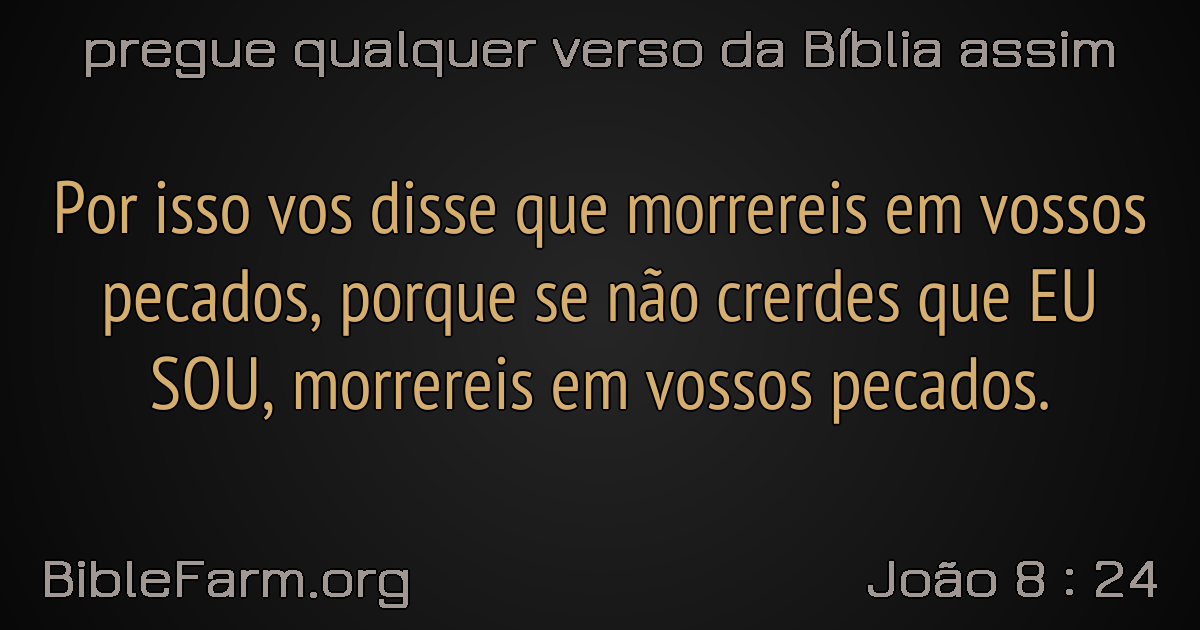 pregue qualquer verso da Bíblia assim
Por isso vos disse que morrereis em vossos
pecados, porque se não crerdes que EU
SOU, morrereis em vossos pecados.
BibleFarm.org
João 8 : 24